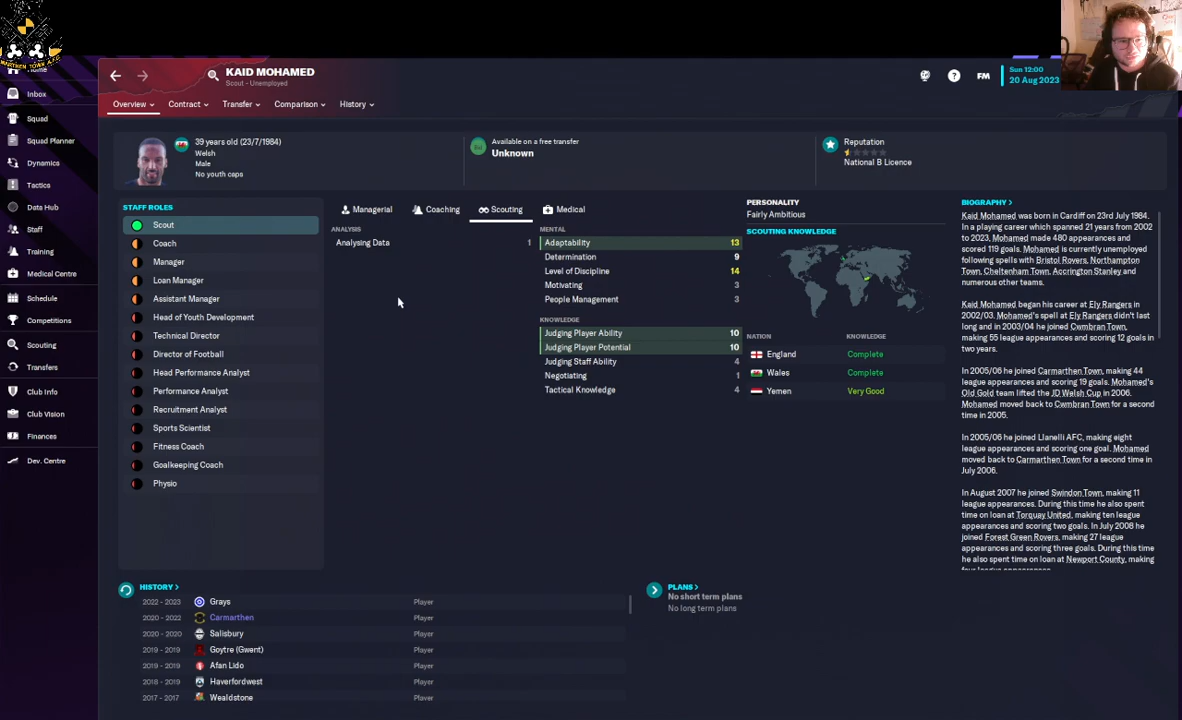 CARMARTHEN TOWN A.F.C.
KAID MOHAMED
Scout - Unemployed
FM
Sun 12:00
20 Aug 2023
Home
Inbox
Squad
Squad Planner
Dynamics
Tactics
Data Hub
Staff
Training
Medical Centre
Schedule
Competitions
Scouting
Transfers
Club Info
Club Vision
Finances
Dev. Centre
Overview
Contract
Transfer
Comparison
History
39 years old (23/7/1984)
Welsh
Male
No youth caps
Available on a free transfer
Unknown
Reputation
National B Licence
STAFF ROLES
Scout
Coach
Manager
Loan Manager
Assistant Manager
Head of Youth Development
Technical Director
Director of Football
Head Performance Analyst
Performance Analyst
Recruitment Analyst
Sports Scientist
Fitness Coach
Goalkeeping Coach
Physio
Managerial
Coaching
Scouting
Medical
ANALYSIS
Analysing Data 1
MENTAL
Adaptability 13
Determination 9
Level of Discipline 14
Motivating 3
People Management 3
KNOWLEDGE
Judging Player Ability 10
Judging Player Potential 10
Judging Staff Ability 4
Negotiating 1
Tactical Knowledge 4
PERSONALITY
Fairly Ambitious
SCOUTING KNOWLEDGE
NATION KNOWLEDGE
England Complete
Wales Complete
Yemen Very Good
BIOGRAPHY >
Kaid Mohamed was born in Cardiff on 23rd July 1984.
In a playing career which spanned 21 years from 2002
to 2023, Mohamed made 480 appearances and
scored 119 goals. Mohamed is currently unemployed
following spells with Bristol Rovers, Northampton
Town, Cheltenham Town, Accrington Stanley and
numerous other teams.
Kaid Mohamed began his career at Ely Rangers in
2002/03. Mohamed's spell at Ely Rangers didn't last
long and in 2003/04 he joined Cwmbran Town,
making 55 league appearances and scoring 12 goals in
two years.
In 2005/06 he joined Carmarthen Town, making 44
league appearances and scoring 19 goals. Mohamed's
Old Gold team lifted the JD Welsh Cup in 2006.
Mohamed moved back to Cwmbran Town for a second
time in 2005.
In 2005/06 he joined Llanelli AFC, making eight
league appearances and scoring one goal. Mohamed
moved back to Carmarthen Town for a second time in
July 2006.
In August 2007 he joined Swindon Town, making 11
league appearances. During this time he also spent
time on loan at Torquay United, making ten league
appearances and scoring two goals. In July 2008 he
joined Forest Green Rovers, making 27 league
appearances and scoring three goals. During this time
he also spent time on loan at Newport County, making
four league appearances.
HISTORY >
2022 - 2023 Grays Player
2020 - 2022 Carmarthen Player
2020 - 2020 Salisbury Player
2019 - 2019 Goytre (Gwent) Player
2019 - 2019 Afan Lido Player
2018 - 2019 Haverfordwest Player
2017 - 2017 Wealdstone Player
PLANS >
No short term plans
No long term plans